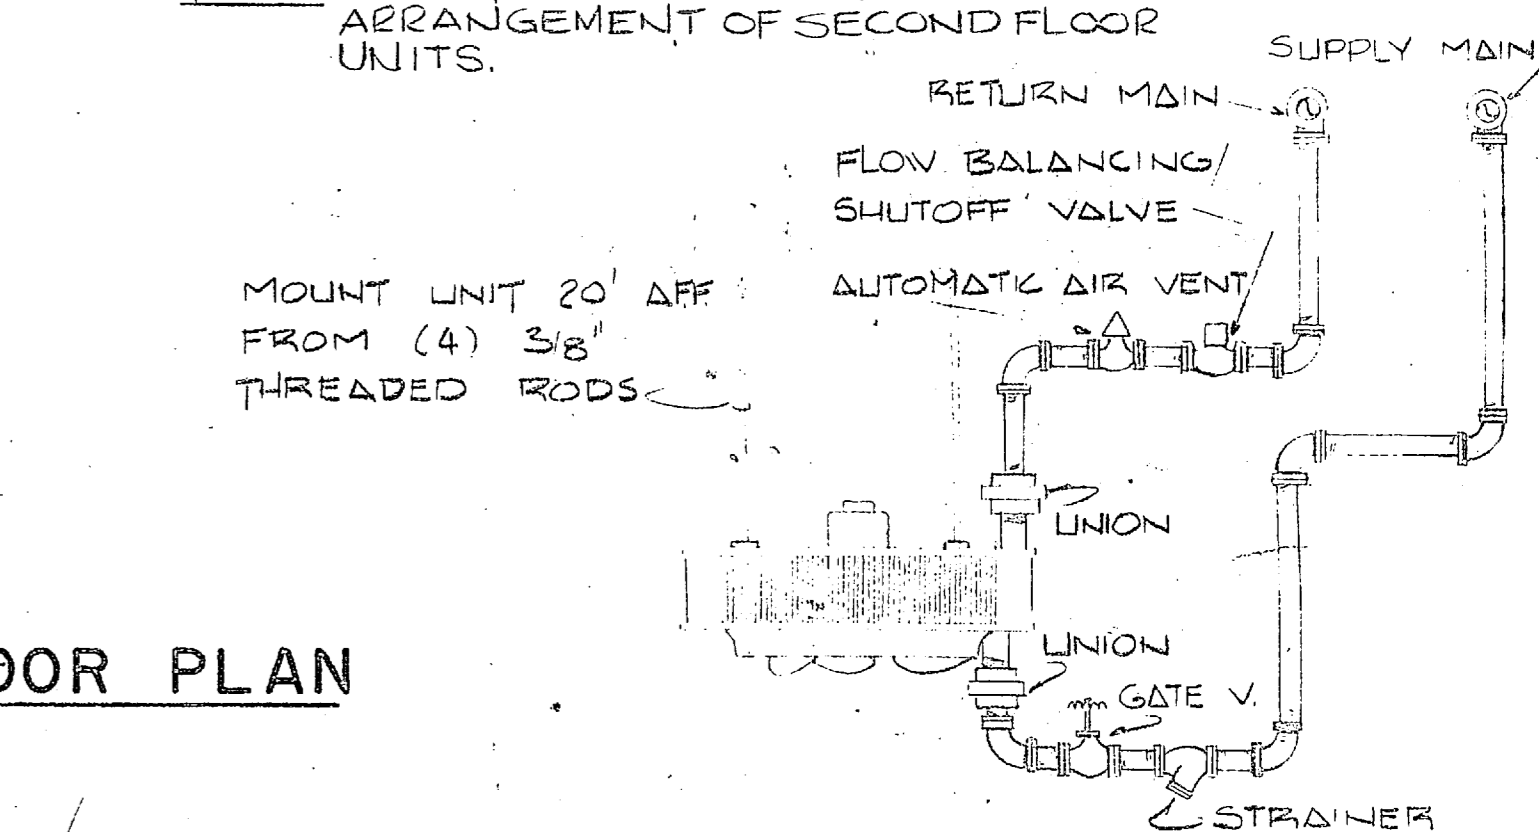 ARRANGEMENT OF SECOND FLOOR
UNITS.
SUPPLY MAIN
RETURN MAIN
FLOW BALANCING/
SHUTOFF VALVE
AUTOMATIC AIR VENT
MOUNT UNIT 20' AFF
FROM (4) 3/8"
THREADED RODS
UNION
UNION
GATE V.
STRAINER
OOR PLAN